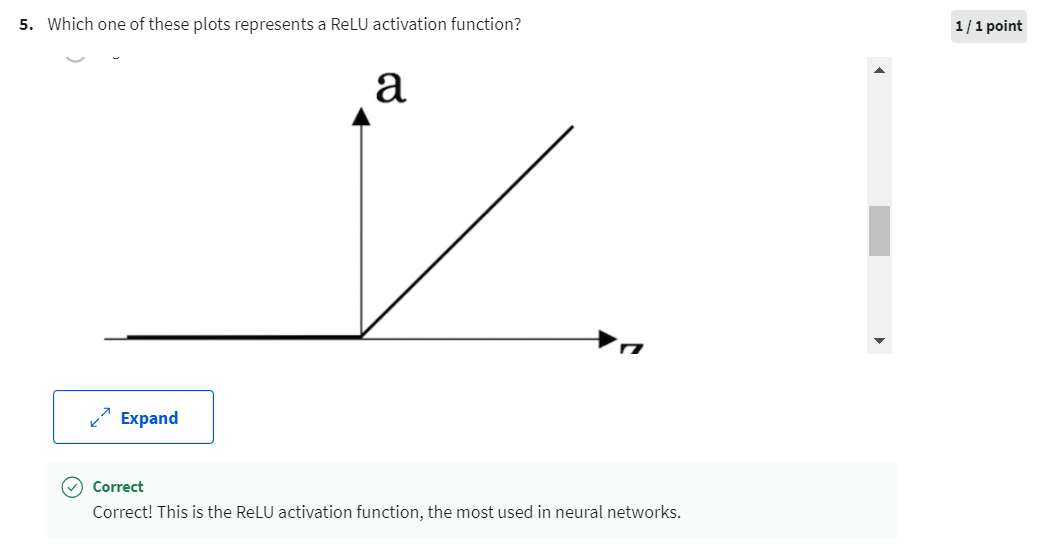 5. Which one of these plots represents a ReLU activation function?
1 / 1 point
a
z
Expand
Correct
Correct! This is the ReLU activation function, the most used in neural networks.